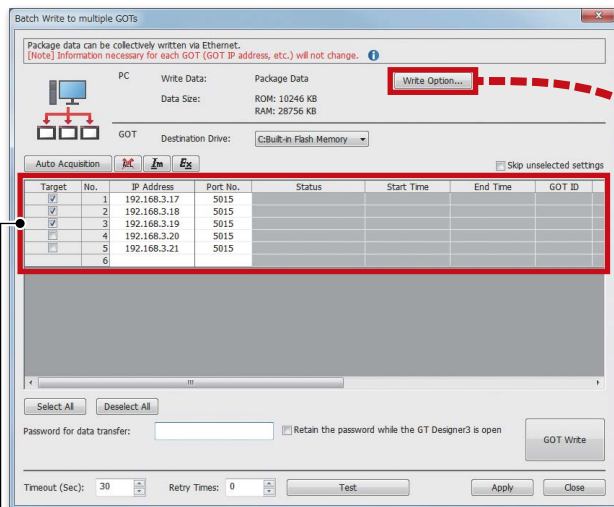 Batch Write to multiple GOTs
Package data can be collectively written via Ethernet.
[Note] Information necessary for each GOT (GOT IP address, etc.) will not change.
PC Write Data: Package Data Write Option...
Data Size: ROM: 10246 KB
RAM: 28756 KB
GOT Destination Drive: C:Built-in Flash Memory
Auto Acquisition Im Ex Skip unselected settings
Target No. IP Address Port No. Status Start Time End Time GOT ID
1 192.168.3.17 5015
2 192.168.3.18 5015
3 192.168.3.19 5015
4 192.168.3.20 5015
5 192.168.3.21 5015
6
Select All Deselect All
Password for data transfer: Retain the password while the GT Designer3 is open
GOT Write
Timeout (Sec): 30 Retry Times: 0 Test Apply Close